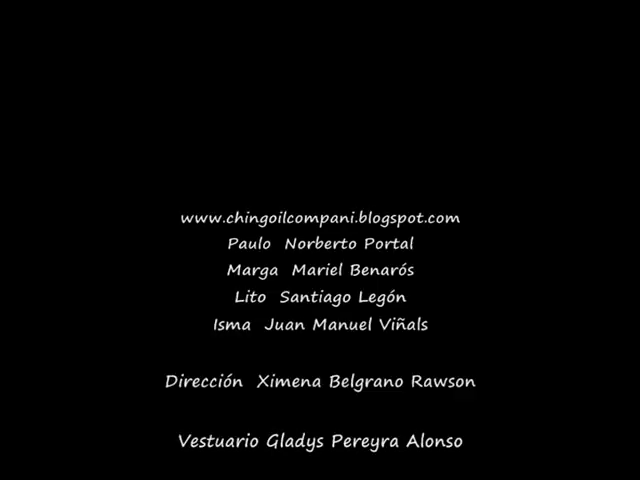 www.chingoilcompani.blogspot.com
Paulo  Norberto Portal
Marga  Mariel Benarós
Lito  Santiago Legón
Isma  Juan Manuel Viñals
Dirección  Ximena Belgrano Rawson
Vestuario Gladys Pereyra Alonso